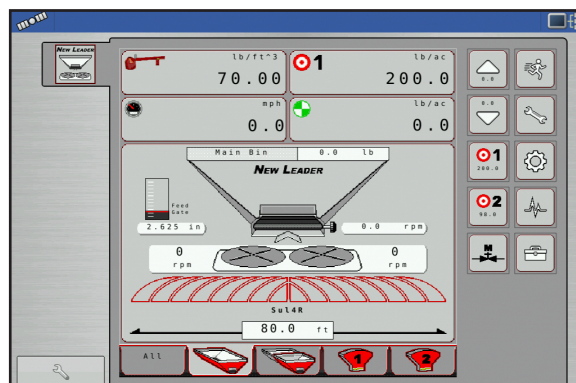 NEW LEADER
lb/ft^3
70.00
1
lb/ac
200.0
mph
0.0
lb/ac
0.0
Main Bin 0.0 lb
NEW LEADER
Feed
Gate
2.625 in
0.0 rpm
0
rpm
0
rpm
Sul4R
80.0 ft
All
1
2
0.0
0.0
1
200.0
2
90.0
M